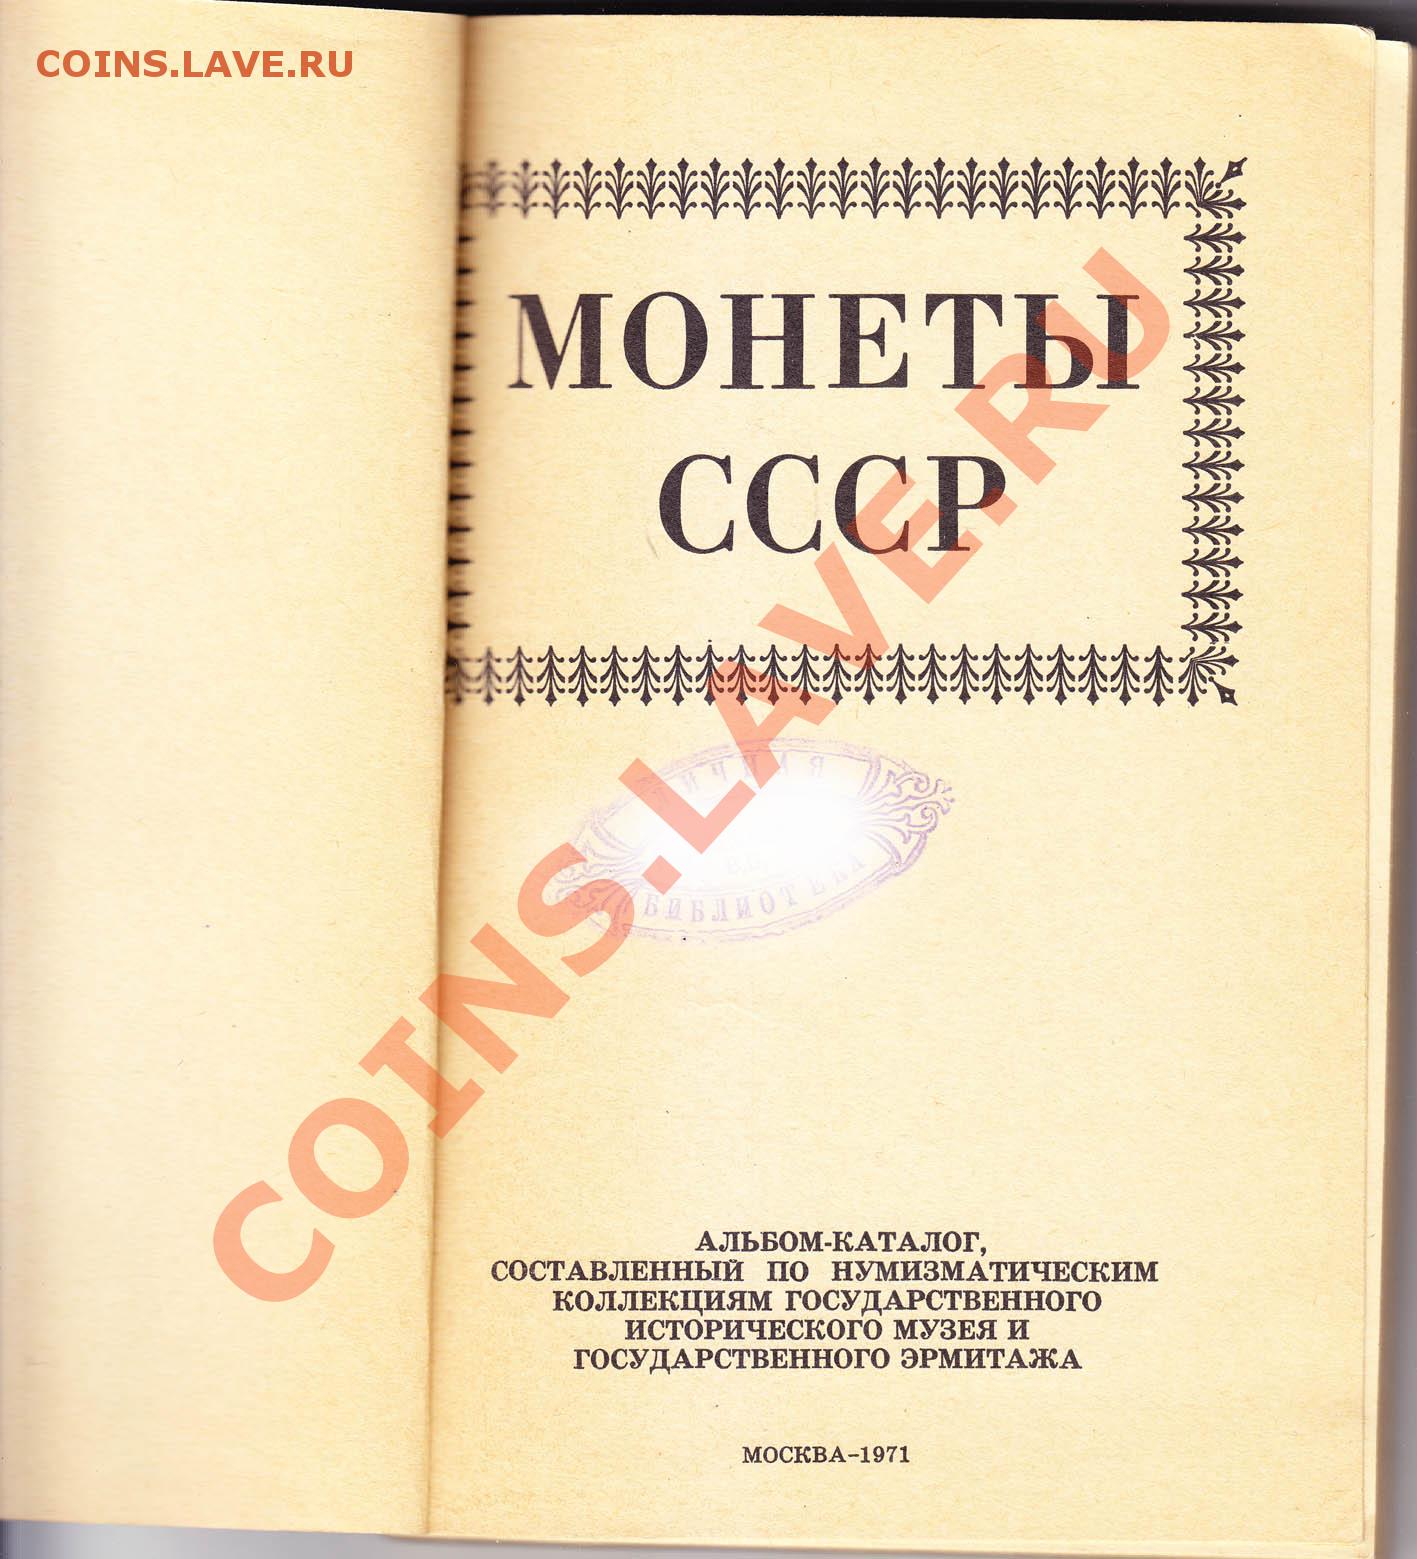 COINS.LAVE.RU
МОНЕТЫ
СССР
COINS.LAVE.RU
ЛИЧНАЯ
БИБЛИОТЕКА
АЛЬБОМ-КАТАЛОГ,
СОСТАВЛЕННЫЙ ПО НУМИЗМАТИЧЕСКИМ
КОЛЛЕКЦИЯМ ГОСУДАРСТВЕННОГО
ИСТОРИЧЕСКОГО МУЗЕЯ И
ГОСУДАРСТВЕННОГО ЭРМИТАЖА
МОСКВА-1971